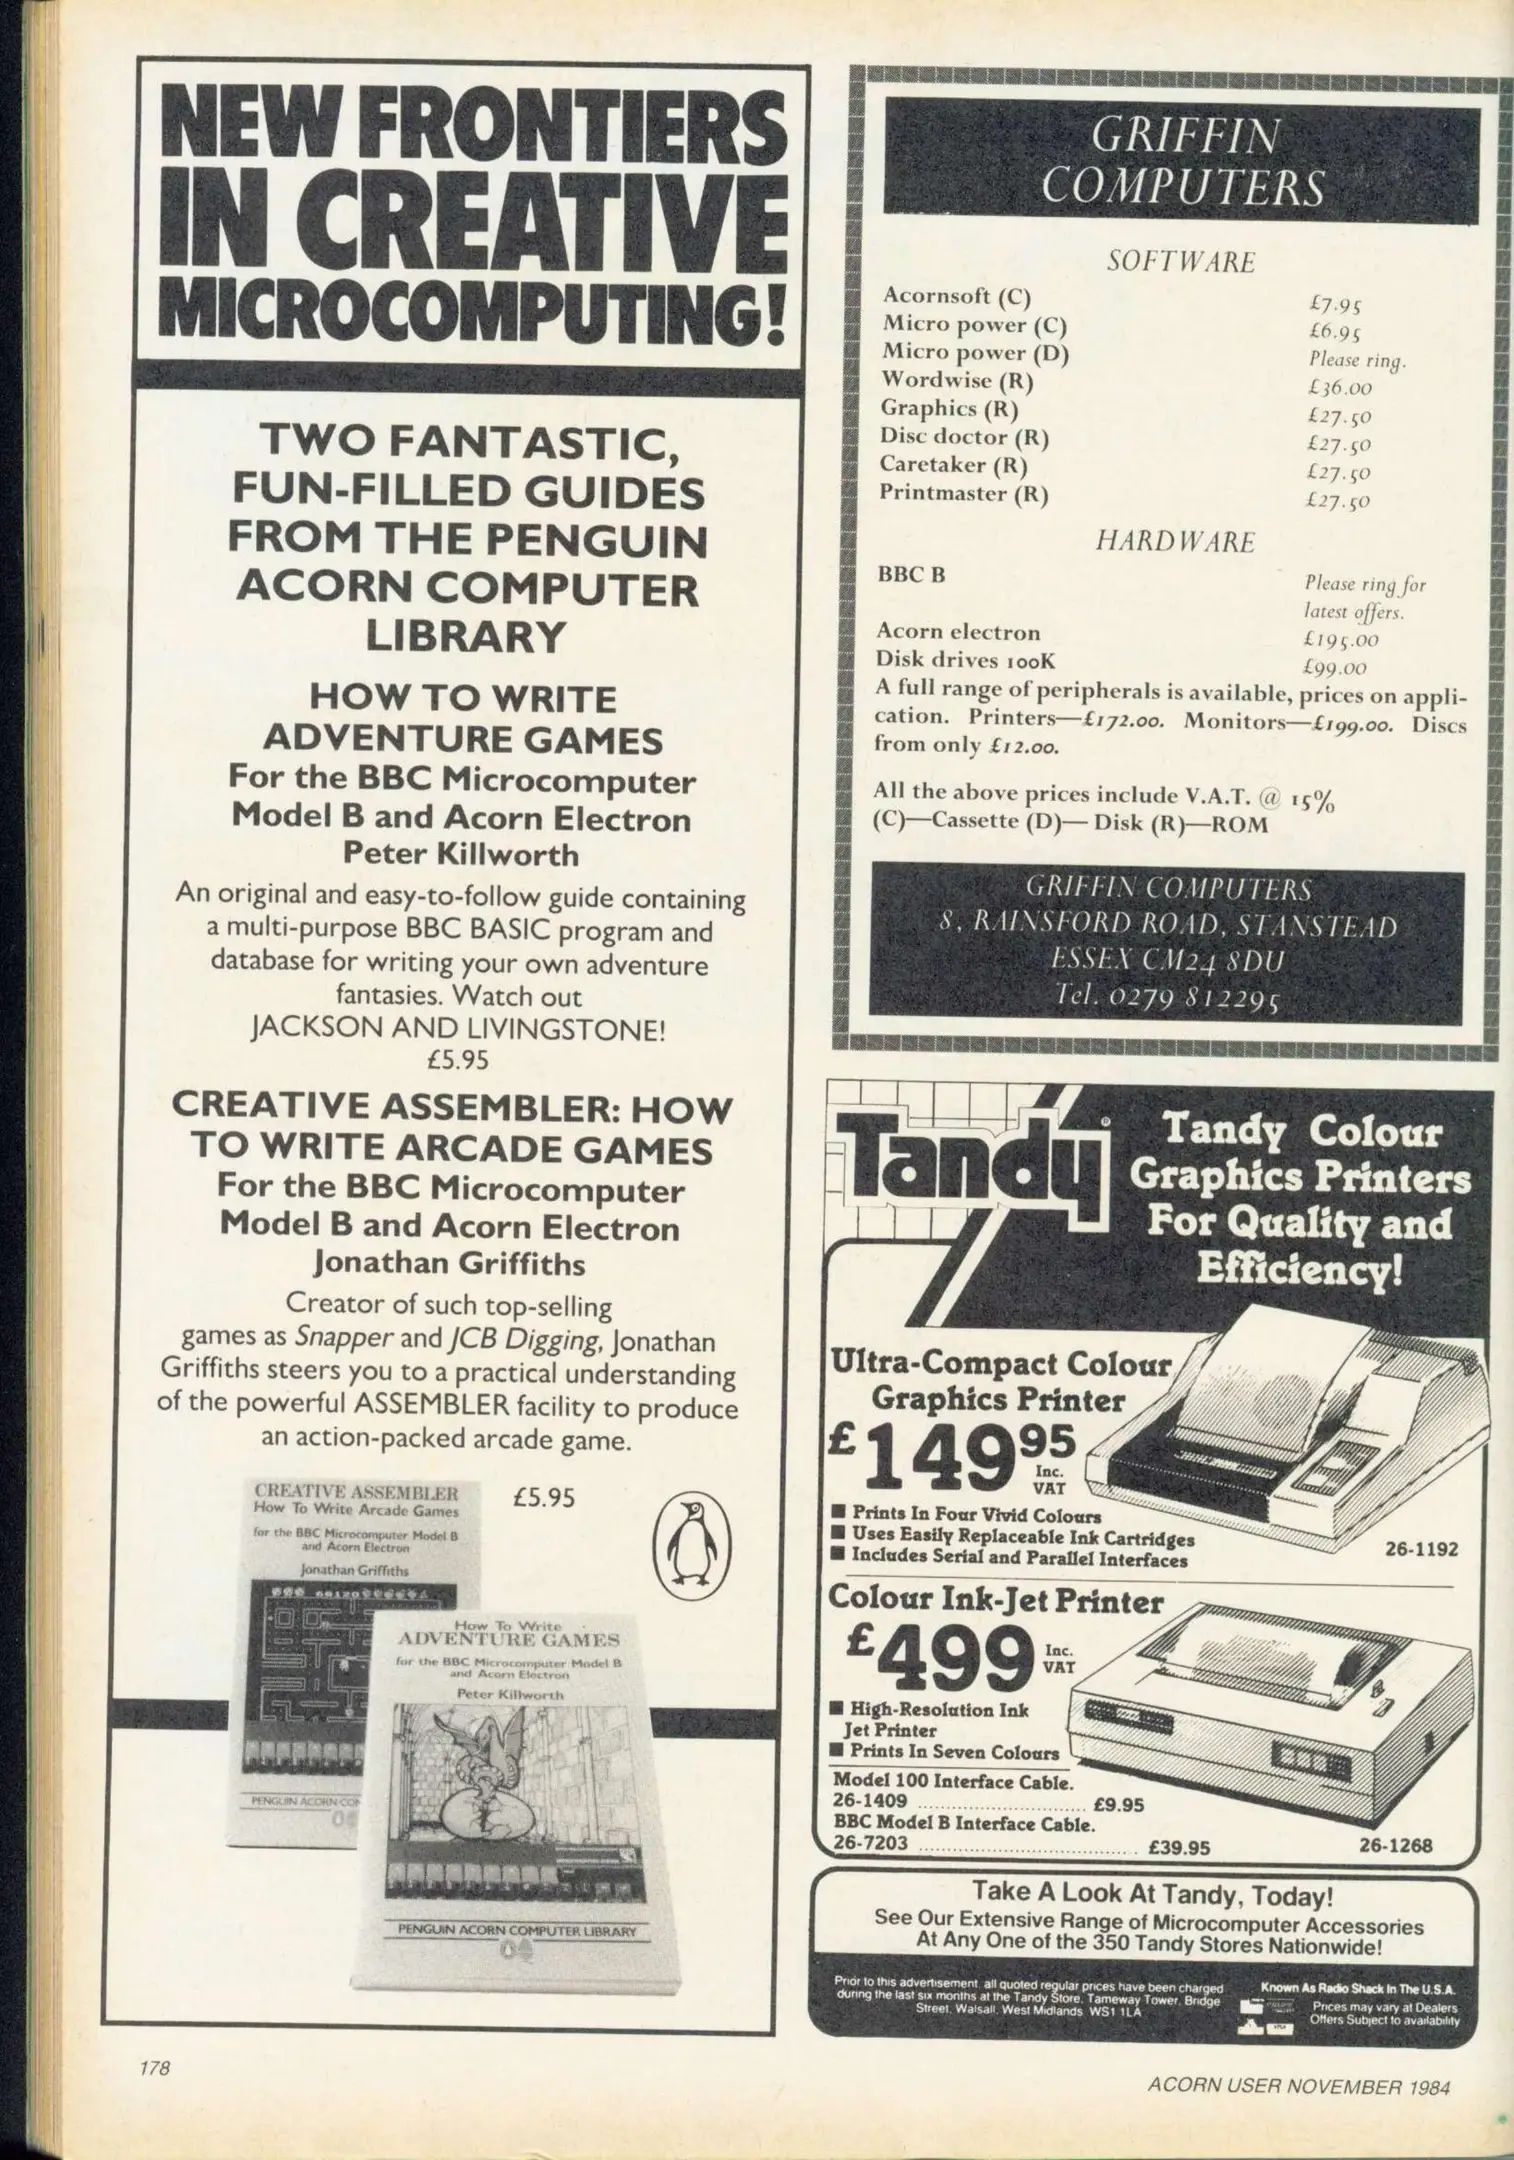 NEW FRONTIERS
IN CREATIVE
MICROCOMPUTING!
TWO FANTASTIC,
FUN-FILLED GUIDES
FROM THE PENGUIN
ACORN COMPUTER
LIBRARY
HOW TO WRITE
ADVENTURE GAMES
For the BBC Microcomputer
Model B and Acorn Electron
Peter Killworth
An original and easy-to-follow guide containing
a multi-purpose BBC BASIC program and
database for writing your own adventure
fantasies. Watch out
JACKSON AND LIVINGSTONE!
£5.95
CREATIVE ASSEMBLER: HOW
TO WRITE ARCADE GAMES
For the BBC Microcomputer
Model B and Acorn Electron
Jonathan Griffiths
Creator of such top-selling
games as Snapper and JCB Digging, Jonathan
Griffiths steers you to a practical understanding
of the powerful ASSEMBLER facility to produce
an action-packed arcade game.
£5.95
CREATIVE ASSEMBLER
How To Write Arcade Games
for the BBC Microcomputer Model B
and Acorn Electron
Jonathan Griffiths
PENGUIN ACORN COM
How To Write
ADVENTURE GAMES
for the BBC Microcomputer Model B
and Acorn Electron
Peter Killworth
PENGUIN ACORN COMPUTER LIBRARY
GRIFFIN
COMPUTERS
SOFTWARE
Acornsoft (C) £7.95
Micro power (C) £6.95
Micro power (D) Please ring.
Wordwise (R) £36.00
Graphics (R) £27.50
Disc doctor (R) £27.50
Caretaker (R) £27.50
Printmaster (R) £27.50
HARDWARE
BBC B Please ring for
latest offers.
Acorn electron £195.00
Disk drives 100K £99.00
A full range of peripherals is available, prices on appli-
cation. Printers—£172.00. Monitors—£199.00. Discs
from only £12.00.
All the above prices include V.A.T. @ 15%
(C)—Cassette (D)— Disk (R)—ROM
GRIFFIN COMPUTERS
8, RAINSFORD ROAD, STANSTEAD
ESSEX CM24 8DU
Tel. 0279 812295
Tandy®
Tandy Colour
Graphics Printers
For Quality and
Efficiency!
Ultra-Compact Colour
Graphics Printer
£14995
Inc.
VAT
■ Prints In Four Vivid Colours
■ Uses Easily Replaceable Ink Cartridges
■ Includes Serial and Parallel Interfaces
26-1192
Colour Ink-Jet Printer
£499
Inc.
VAT
■ High-Resolution Ink
Jet Printer
■ Prints In Seven Colours
Model 100 Interface Cable.
26-1409 .............................. £9.95
BBC Model B Interface Cable.
26-7203 ....................................... £39.95
26-1268
Take A Look At Tandy, Today!
See Our Extensive Range of Microcomputer Accessories
At Any One of the 350 Tandy Stores Nationwide!
Prior to this advertisement, all quoted regular prices have been charged
during the last six months at the Tandy Store, Tameway Tower, Bridge
Street, Walsall, West Midlands WS1 1LA
Known As Radio Shack In The U.S.A.
Prices may vary at Dealers
Offers Subject to availability
178
ACORN USER NOVEMBER 1984